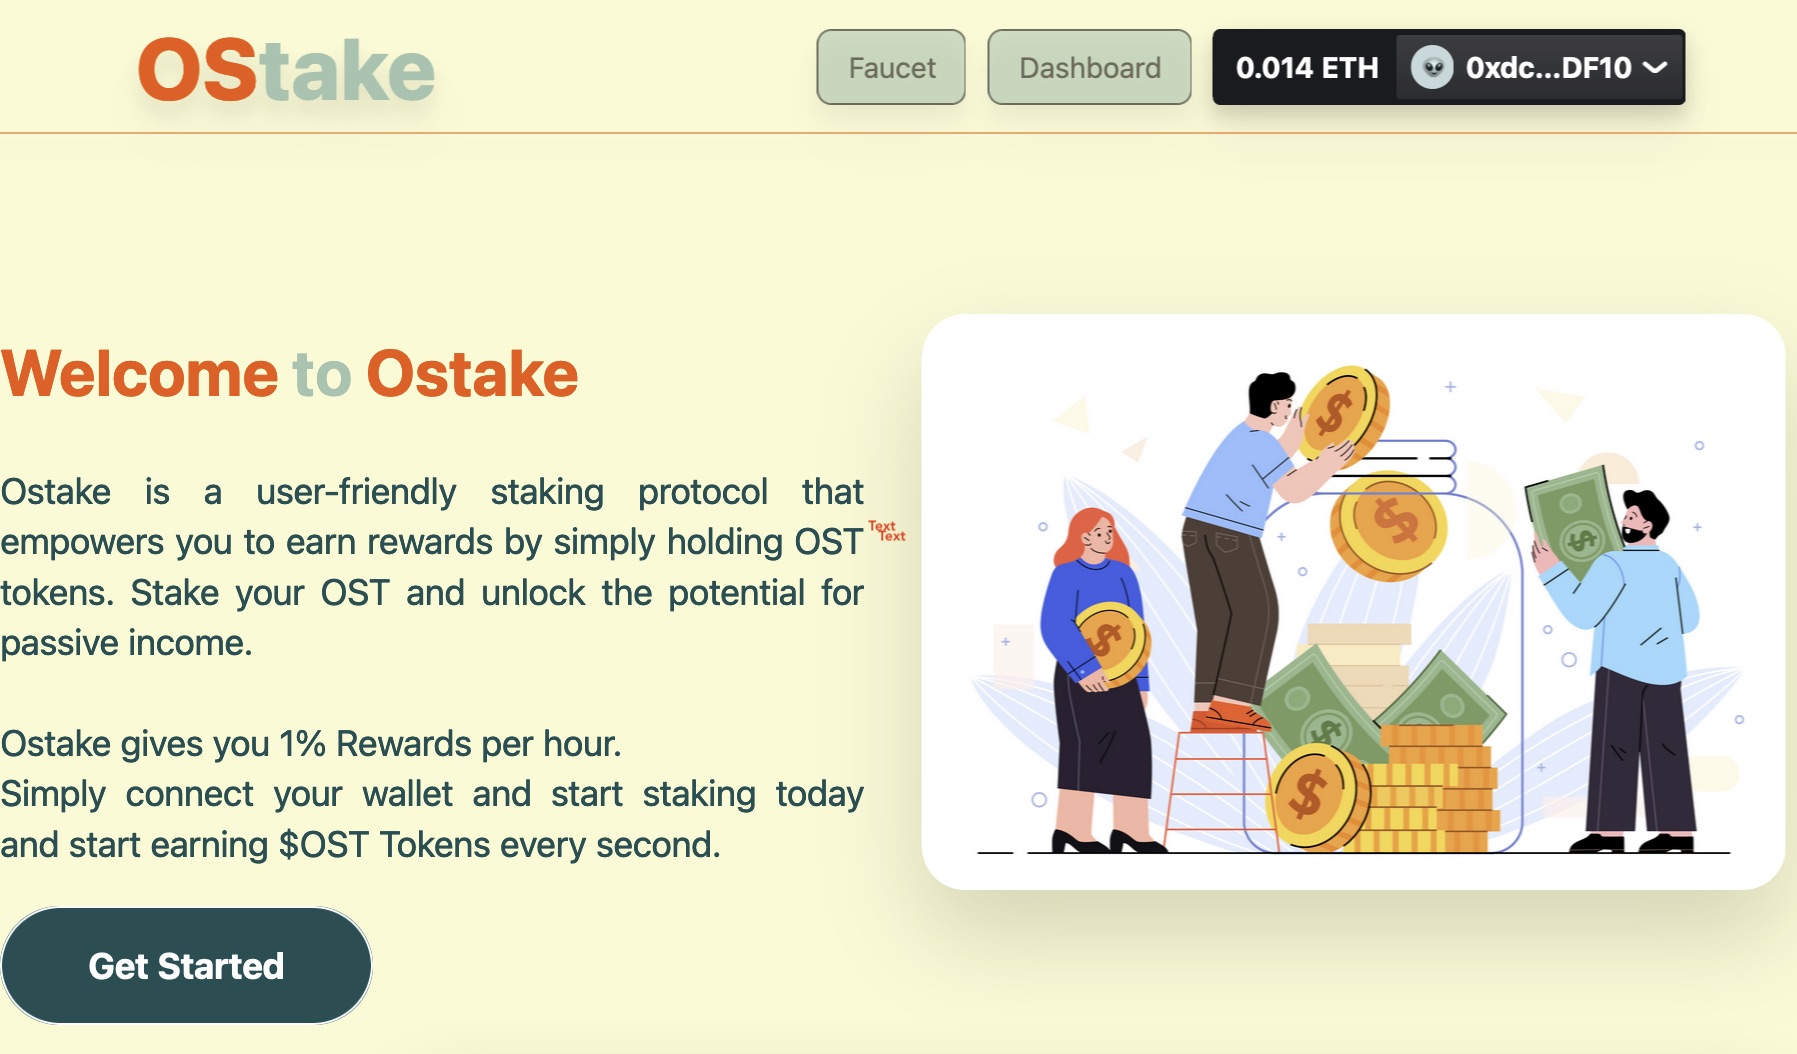 OStake
Faucet
Dashboard
0.014 ETH
0xdc...DF10
Welcome to Ostake
Ostake is a user-friendly staking protocol that
empowers you to earn rewards by simply holding OST
tokens. Stake your OST and unlock the potential for
passive income.
Text
Text
Ostake gives you 1% Rewards per hour.
Simply connect your wallet and start staking today
and start earning $OST Tokens every second.
Get Started